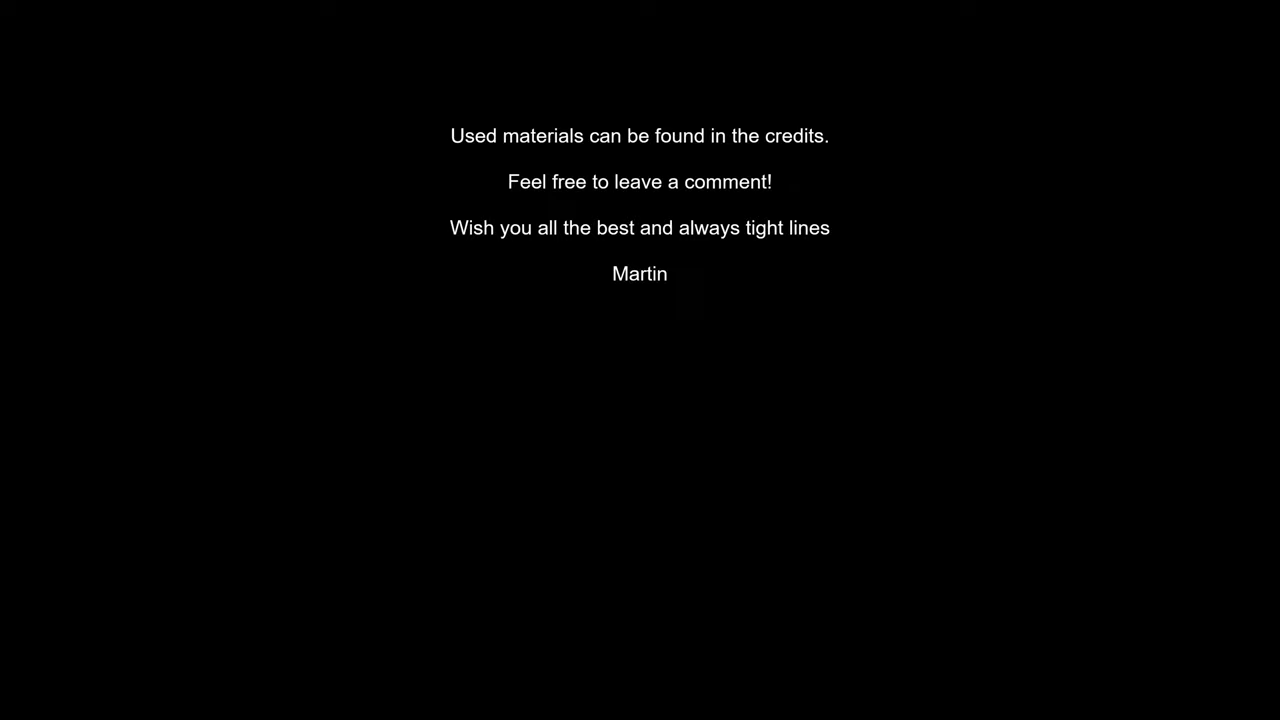 Used materials can be found in the credits.
Feel free to leave a comment!
Wish you all the best and always tight lines
Martin